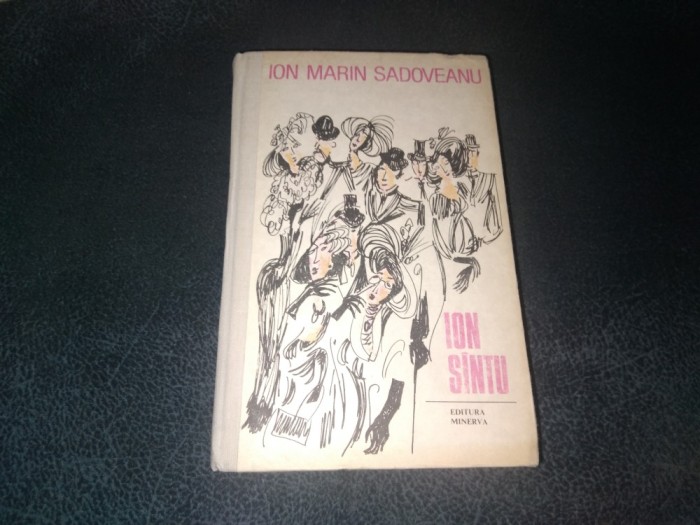 ION MARIN SADOVEANU
ION
SÎNTU
EDITURA
MINERVA